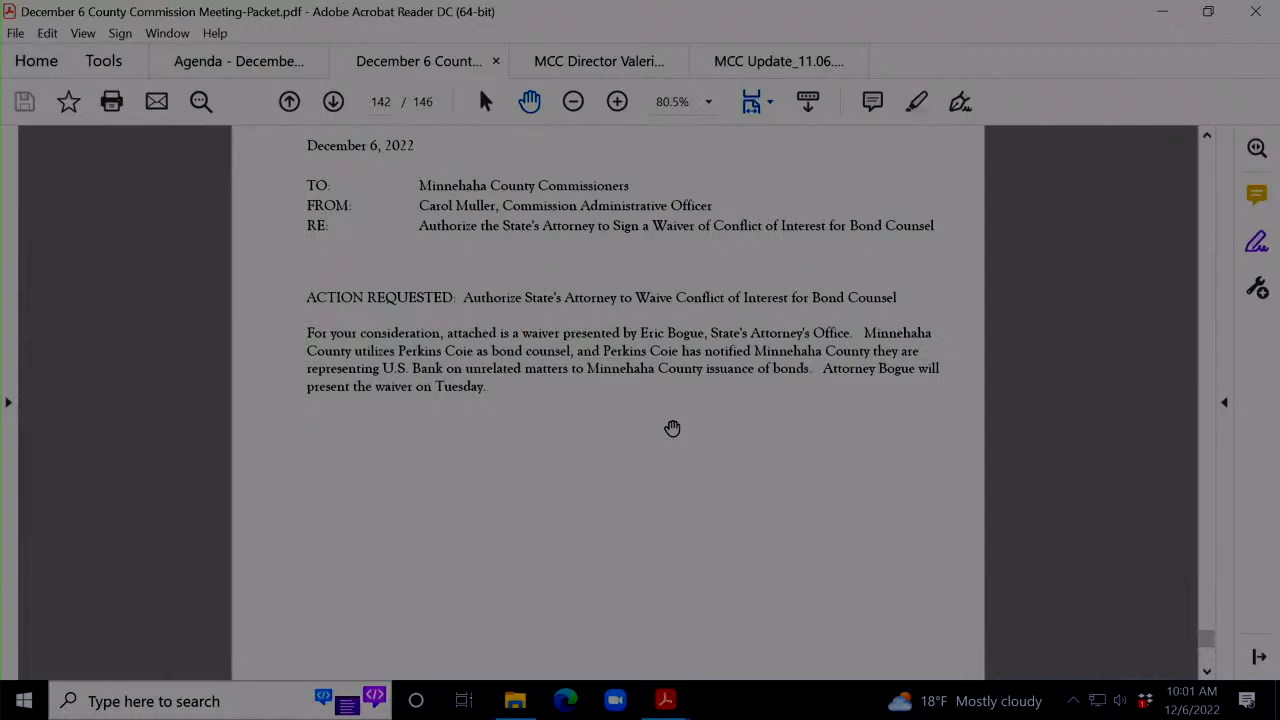 December 6 County Commission Meeting-Packet.pdf - Adobe Acrobat Reader DC (64-bit)
File Edit View Sign Window Help
Home Tools Agenda - Decembe... December 6 Count... × MCC Director Valeri... MCC Update_11.06....
142 / 146 80.5%
December 6, 2022
TO: Minnehaha County Commissioners
FROM: Carol Muller, Commission Administrative Officer
RE: Authorize the State's Attorney to Sign a Waiver of Conflict of Interest for Bond Counsel
ACTION REQUESTED: Authorize State's Attorney to Waive Conflict of Interest for Bond Counsel
For your consideration, attached is a waiver presented by Eric Bogue, State's Attorney's Office. Minnehaha
County utilizes Perkins Coie as bond counsel, and Perkins Coie has notified Minnehaha County they are
representing U.S. Bank on unrelated matters to Minnehaha County issuance of bonds. Attorney Bogue will
present the waiver on Tuesday.
Type here to search 18°F Mostly cloudy 10:01 AM
12/6/2022